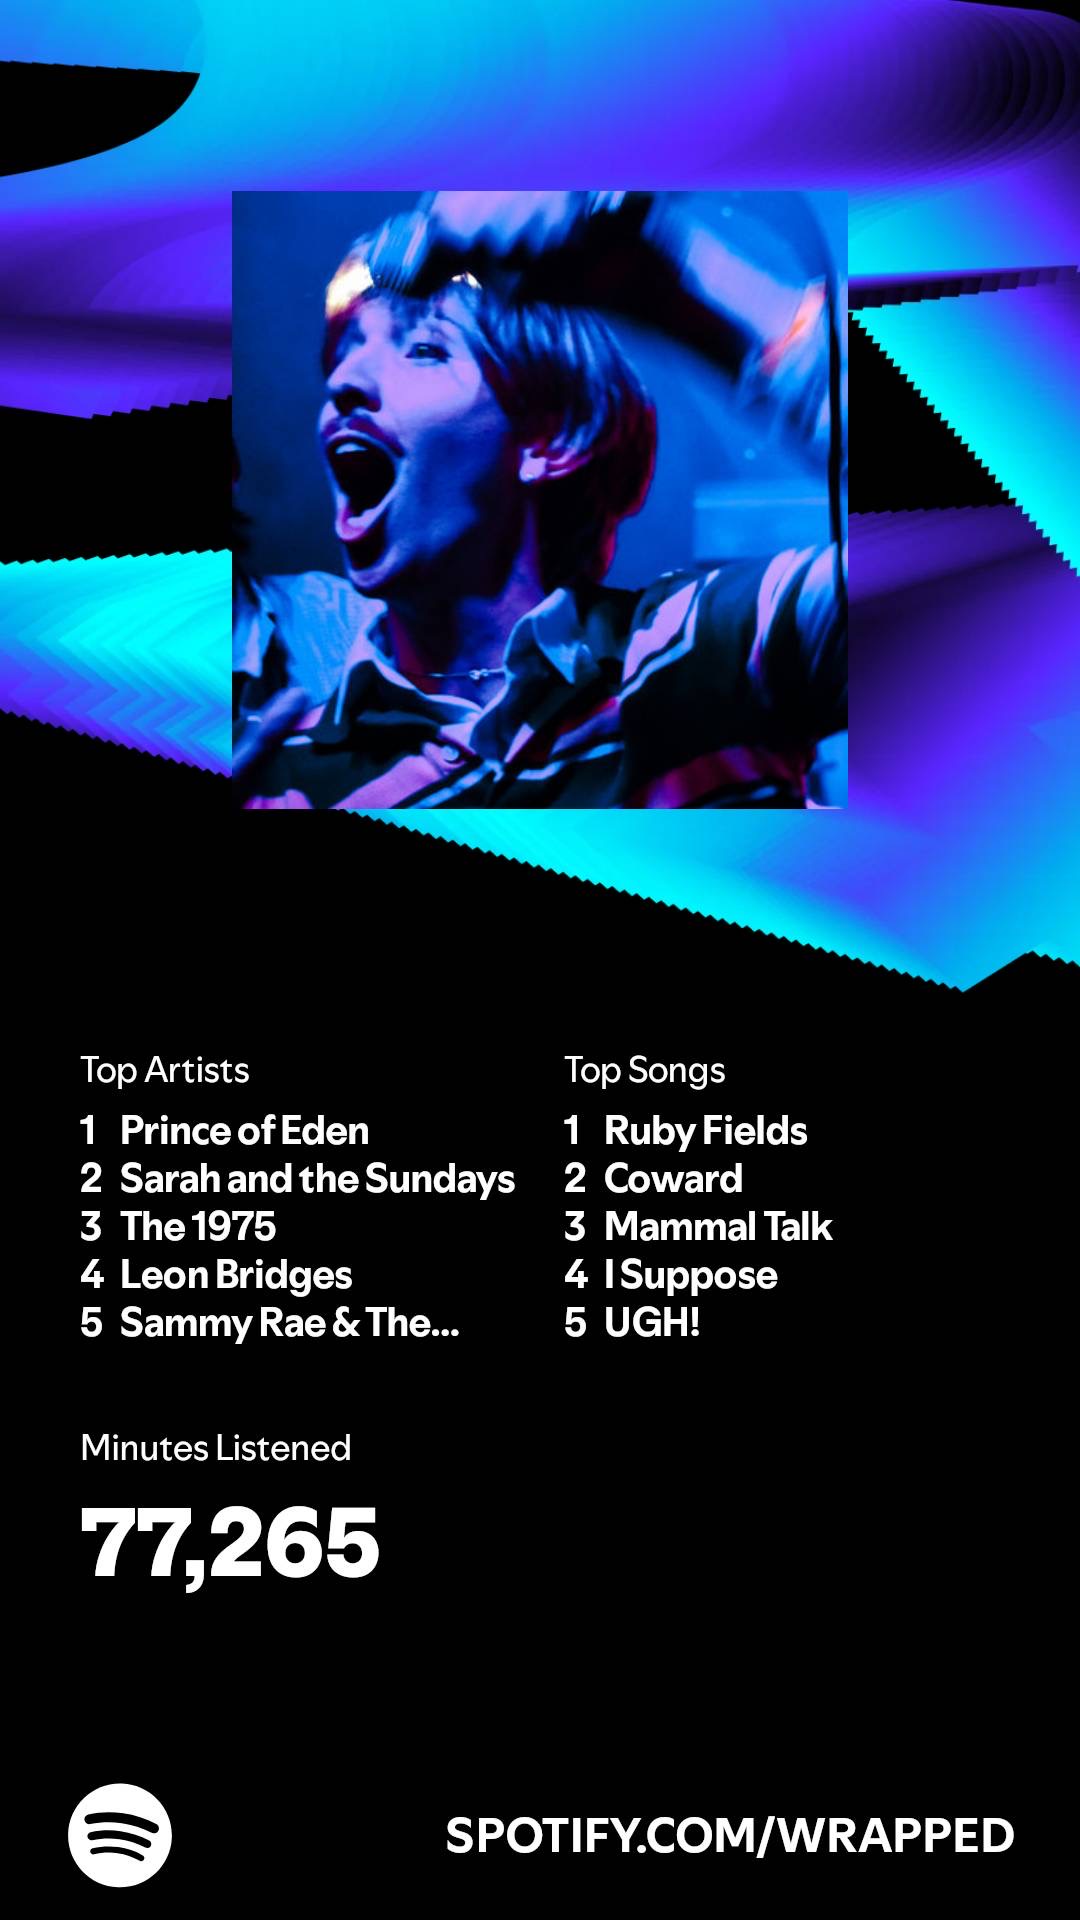 Top Artists
1 Prince of Eden
2 Sarah and the Sundays
3 The 1975
4 Leon Bridges
5 Sammy Rae & The...
Top Songs
1 Ruby Fields
2 Coward
3 Mammal Talk
4 I Suppose
5 UGH!
Minutes Listened
77,265
SPOTIFY.COM/WRAPPED